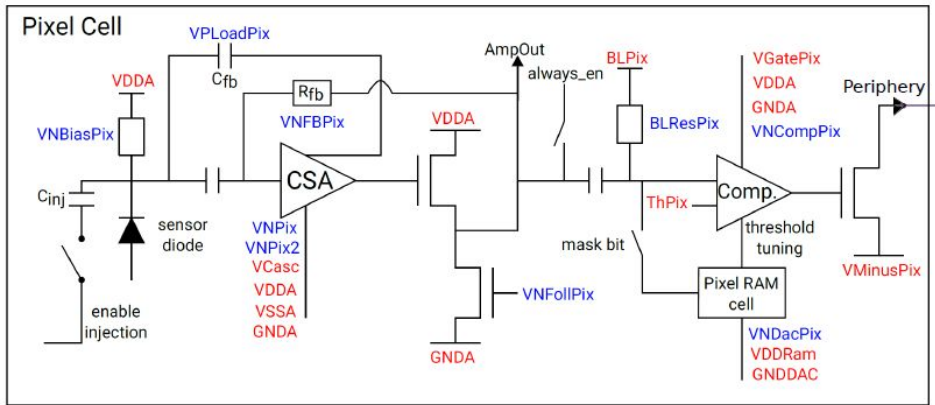 Pixel Cell
VPLoadPix
Cfb
VDDA
VNBiasPix
Rfb
VNFBPix
AmpOut
always_en
BLPix
BLResPix
VGatePix
VDDA
GNDA
VNCompPix
Periphery
VDDA
Cinj
sensor
diode
CSA
Comp.
ThPix
enable
injection
VNPix
VNPix2
VCasc
VDDA
VSSA
GNDA
VNFollPix
GNDA
mask bit
threshold
tuning
Pixel RAM
cell
VMinusPix
VNDacPix
VDDRam
GNDDAC